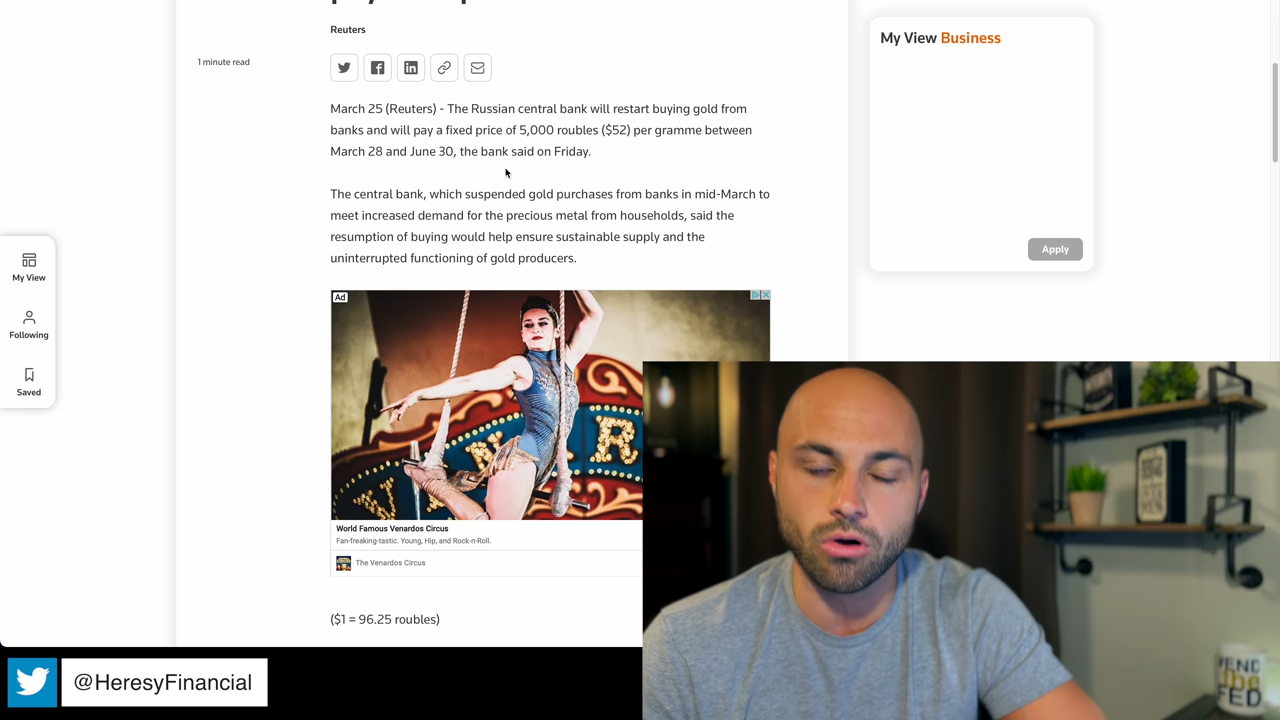 Reuters
My View Business
1 minute read
March 25 (Reuters) - The Russian central bank will restart buying gold from
banks and will pay a fixed price of 5,000 roubles ($52) per gramme between
March 28 and June 30, the bank said on Friday.
The central bank, which suspended gold purchases from banks in mid-March to
meet increased demand for the precious metal from households, said the
resumption of buying would help ensure sustainable supply and the
uninterrupted functioning of gold producers.
Apply
My View
Following
Saved
Ad
World Famous Venardos Circus
Fan-freaking-tastic. Young, Hip, and Rock-n-Roll.
The Venardos Circus
($1 = 96.25 roubles)
@HeresyFinancial
FED